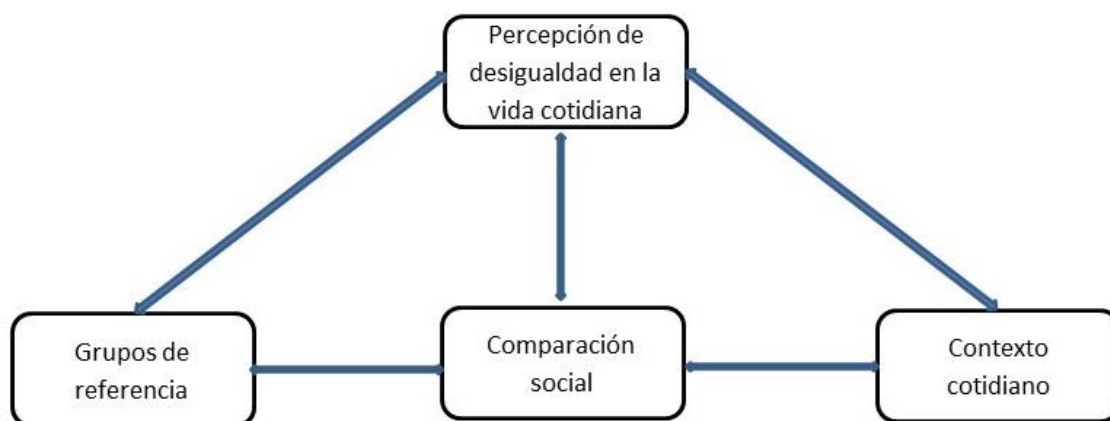 Percepción de
desigualdad en la
vida cotidiana
Grupos de
referencia
Comparación
social
Contexto
cotidiano